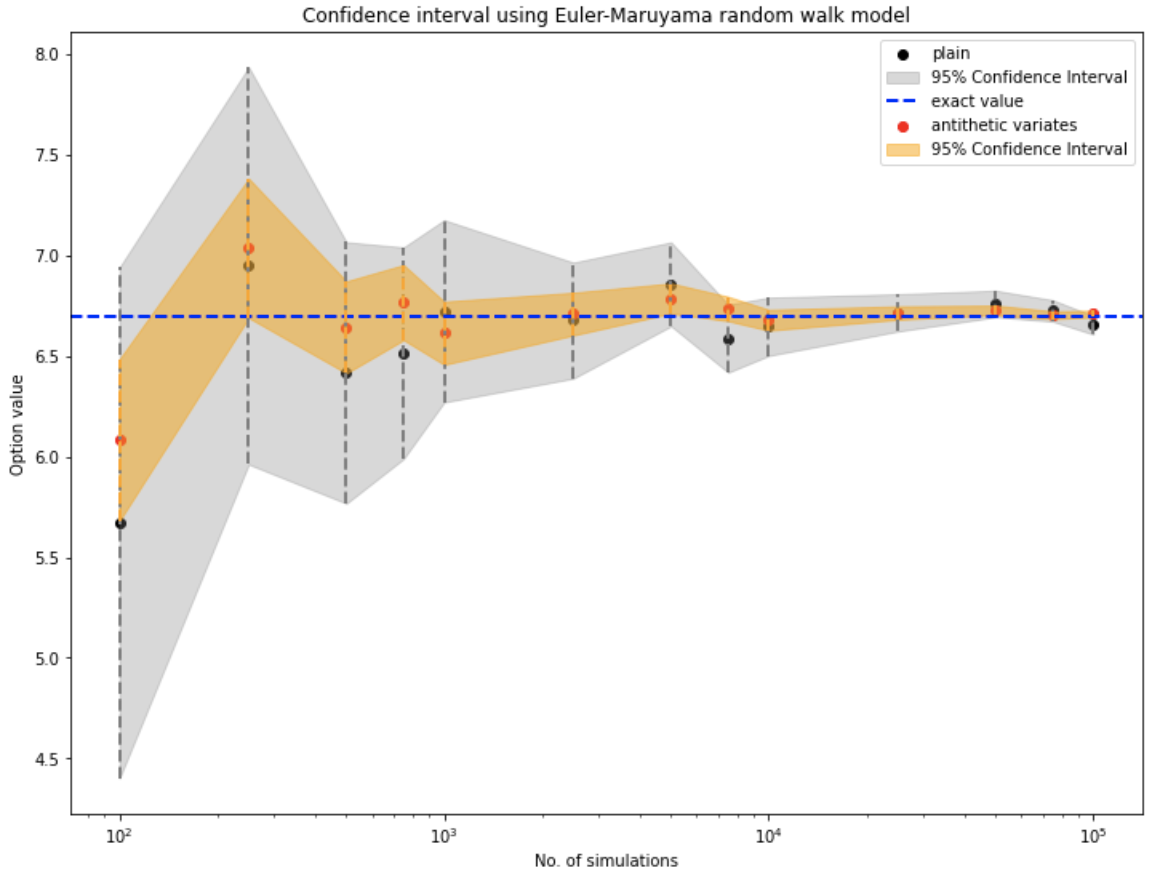 Confidence interval using Euler-Maruyama random walk model
plain
95% Confidence Interval
exact value
antithetic variates
95% Confidence Interval
8.0
7.5
7.0
6.5
6.0
5.5
5.0
4.5
Option value
10²
10³
10⁴
10⁵
No. of simulations